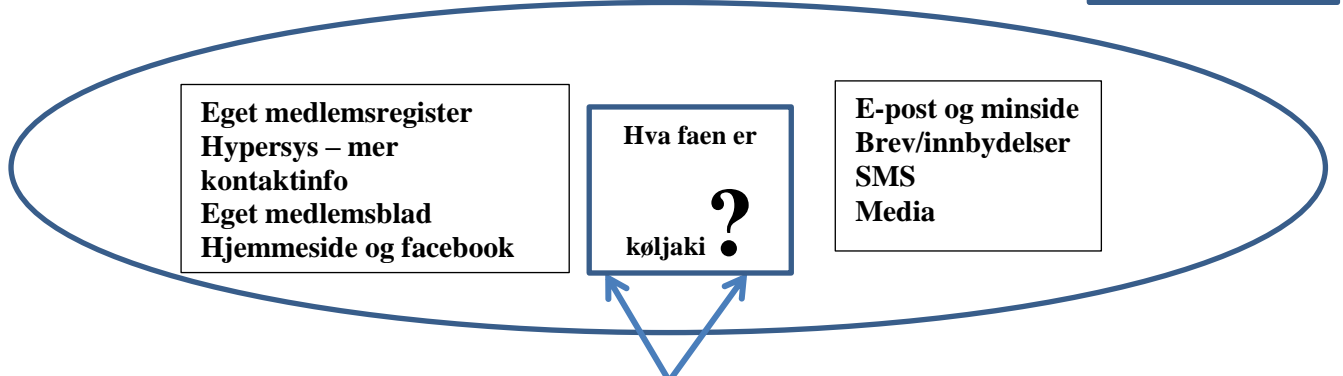 Eget medlemsregister
Hypersys – mer
kontaktinfo
Eget medlemsblad
Hjemmeside og facebook
Hva faen er
køljaki ?
E-post og minside
Brev/innbydelser
SMS
Media